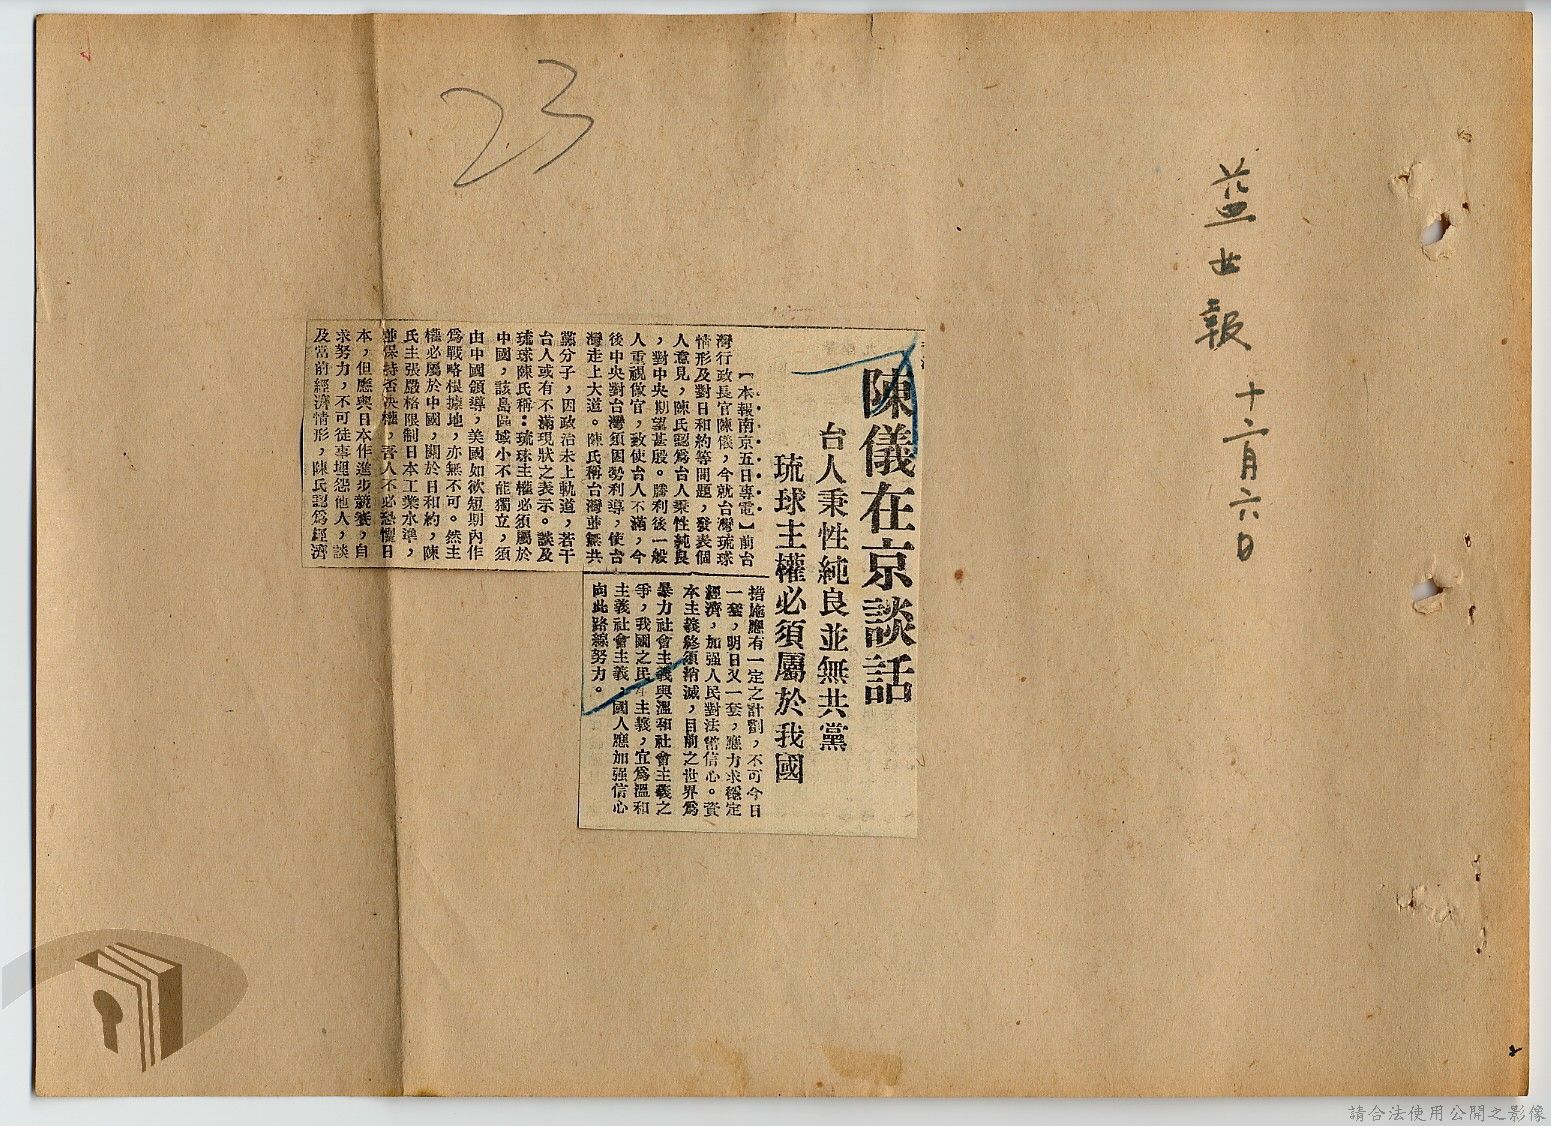 益世報 十二月六日
23
陳儀在京談話
台人秉性純良並無共黨
琉球主權必須屬於我國
【本報南京五日專電】前台
灣行政長官陳儀，今就台灣琉球
情形及對日和約等問題，發表個
人意見，陳氏認為台人秉性純良
，對中央期望甚殷。勝利後一般
人重視做官，致使台人不滿，今
後中央對台灣須因勢利導，使台
灣走上大道。陳氏稱台灣並無共
黨分子，因政治未上軌道，若干
台人或有不滿現狀之表示。談及
琉球陳氏稱：琉球主權必須屬於
中國，該島區域小不能獨立，須
由中國領導，美國如欲短期內作
為戰略根據地，亦無不可。然主
權必屬於中國，關於日和約，陳
氏主張嚴格限制日本工業水準，
並保持否決權，吾人不必恐懼日
本，但應與日本作進步競賽，自
求努力，不可徒事埋怨他人，談
及當前經濟情形，陳氏認為經濟
措施應有一定之計劃，不可今日
一套，明日又一套，應力求穩定
經濟，加强人民對法幣信心。資
本主義終須消滅，目前之世界為
暴力社會主義與溫和社會主義之
爭，我國之民生主義，宜為溫和
主義社會主義，國人應加强信心
向此路線努力。
2
請合法使用公開之影像